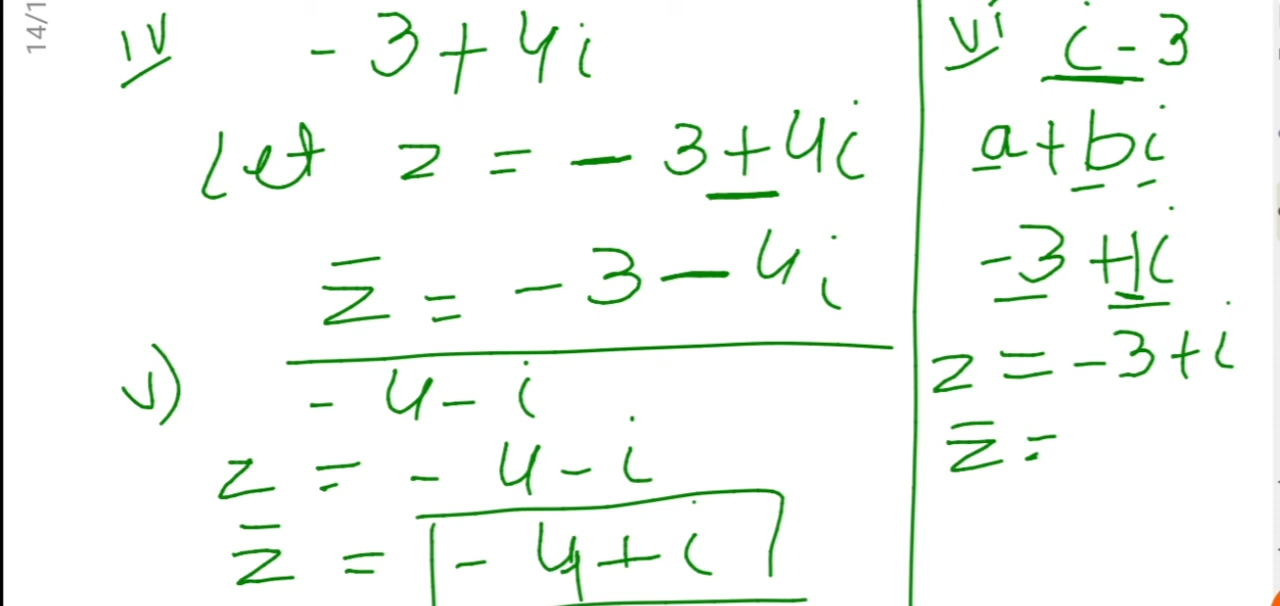 14/1
iv -3+4i
Let z = -3+4i
z̅ = -3-4i
v) -4-i
z = -4-i
z̅ = -4+i
vi i-3
a+bi
-3+1i
z = -3+i
z̅ =